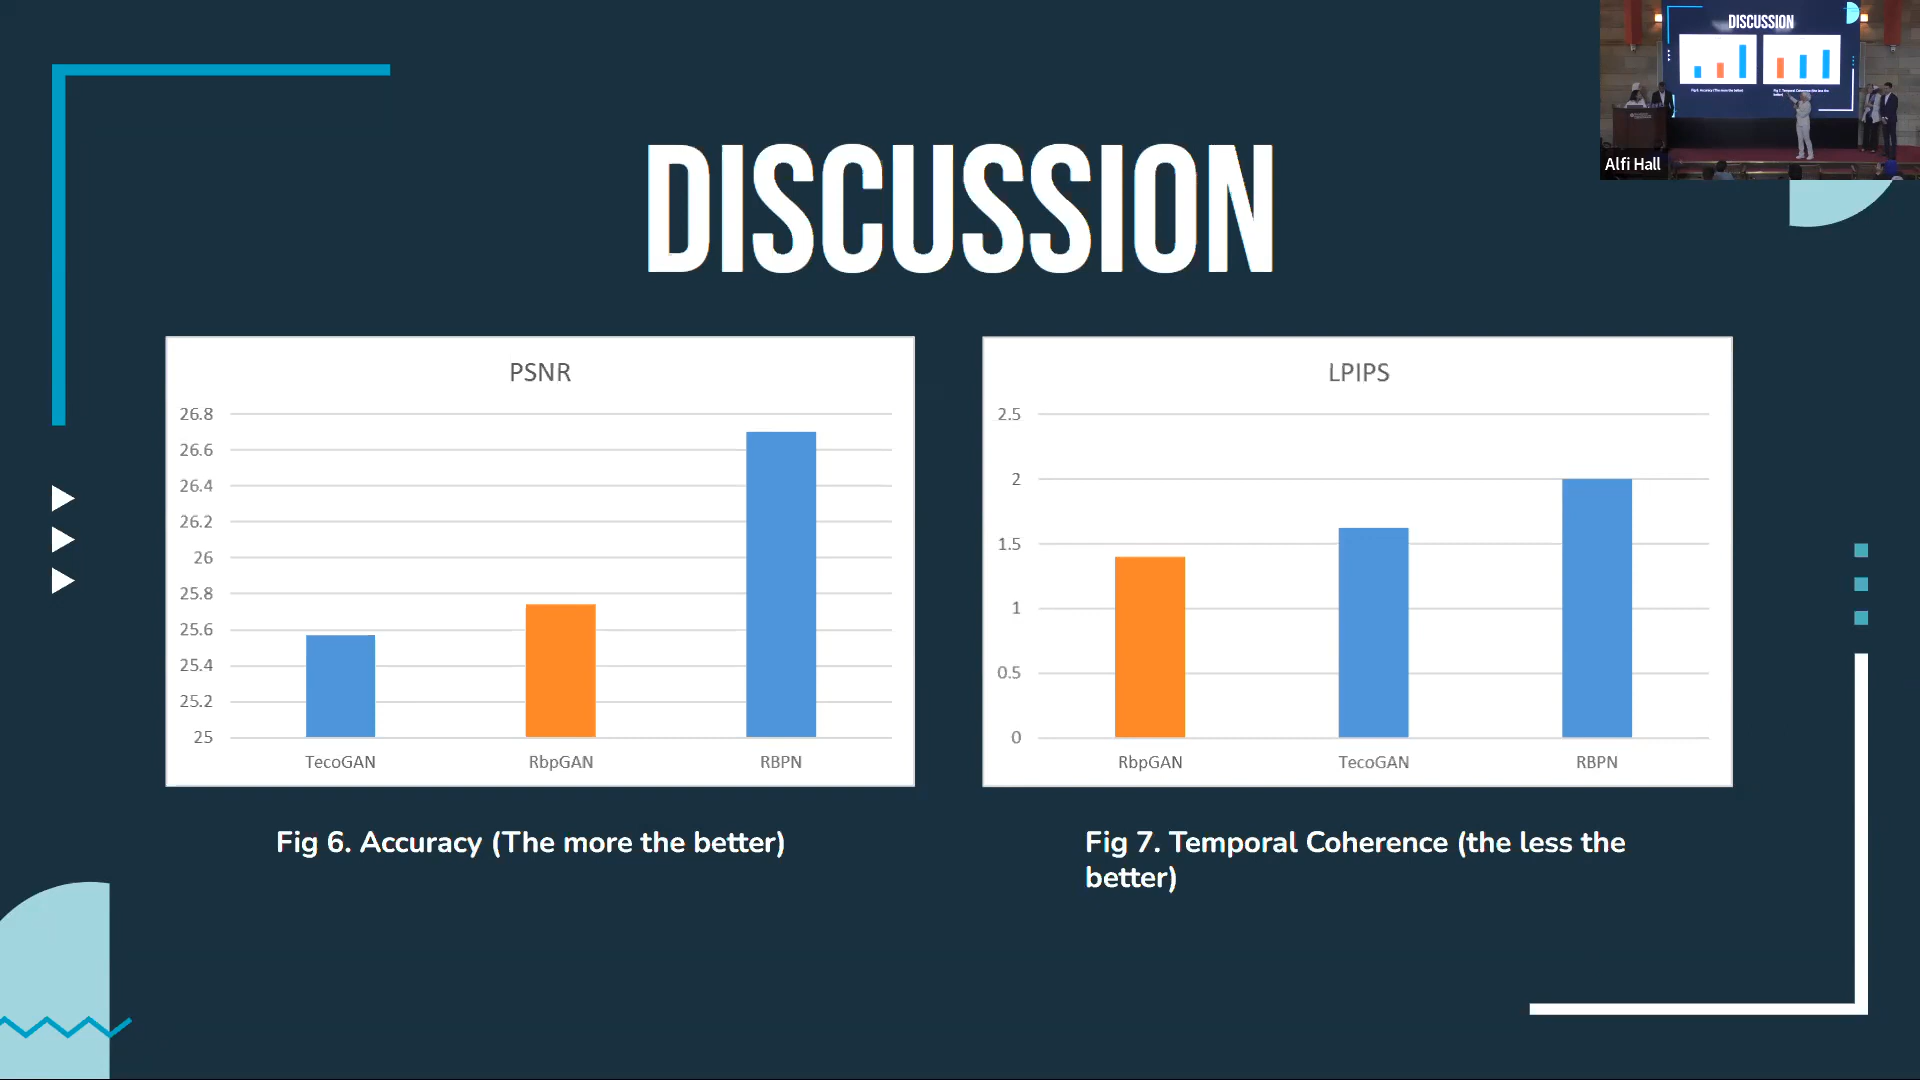 DISCUSSION
Alfi Hall
DISCUSSION
PSNR
26.8
26.6
26.4
26.2
26
25.8
25.6
25.4
25.2
25
TecoGAN
RbpGAN
RBPN
LPIPS
2.5
2
1.5
1
0.5
0
RbpGAN
TecoGAN
RBPN
Fig 6. Accuracy (The more the better)
Fig 7. Temporal Coherence (the less the
better)